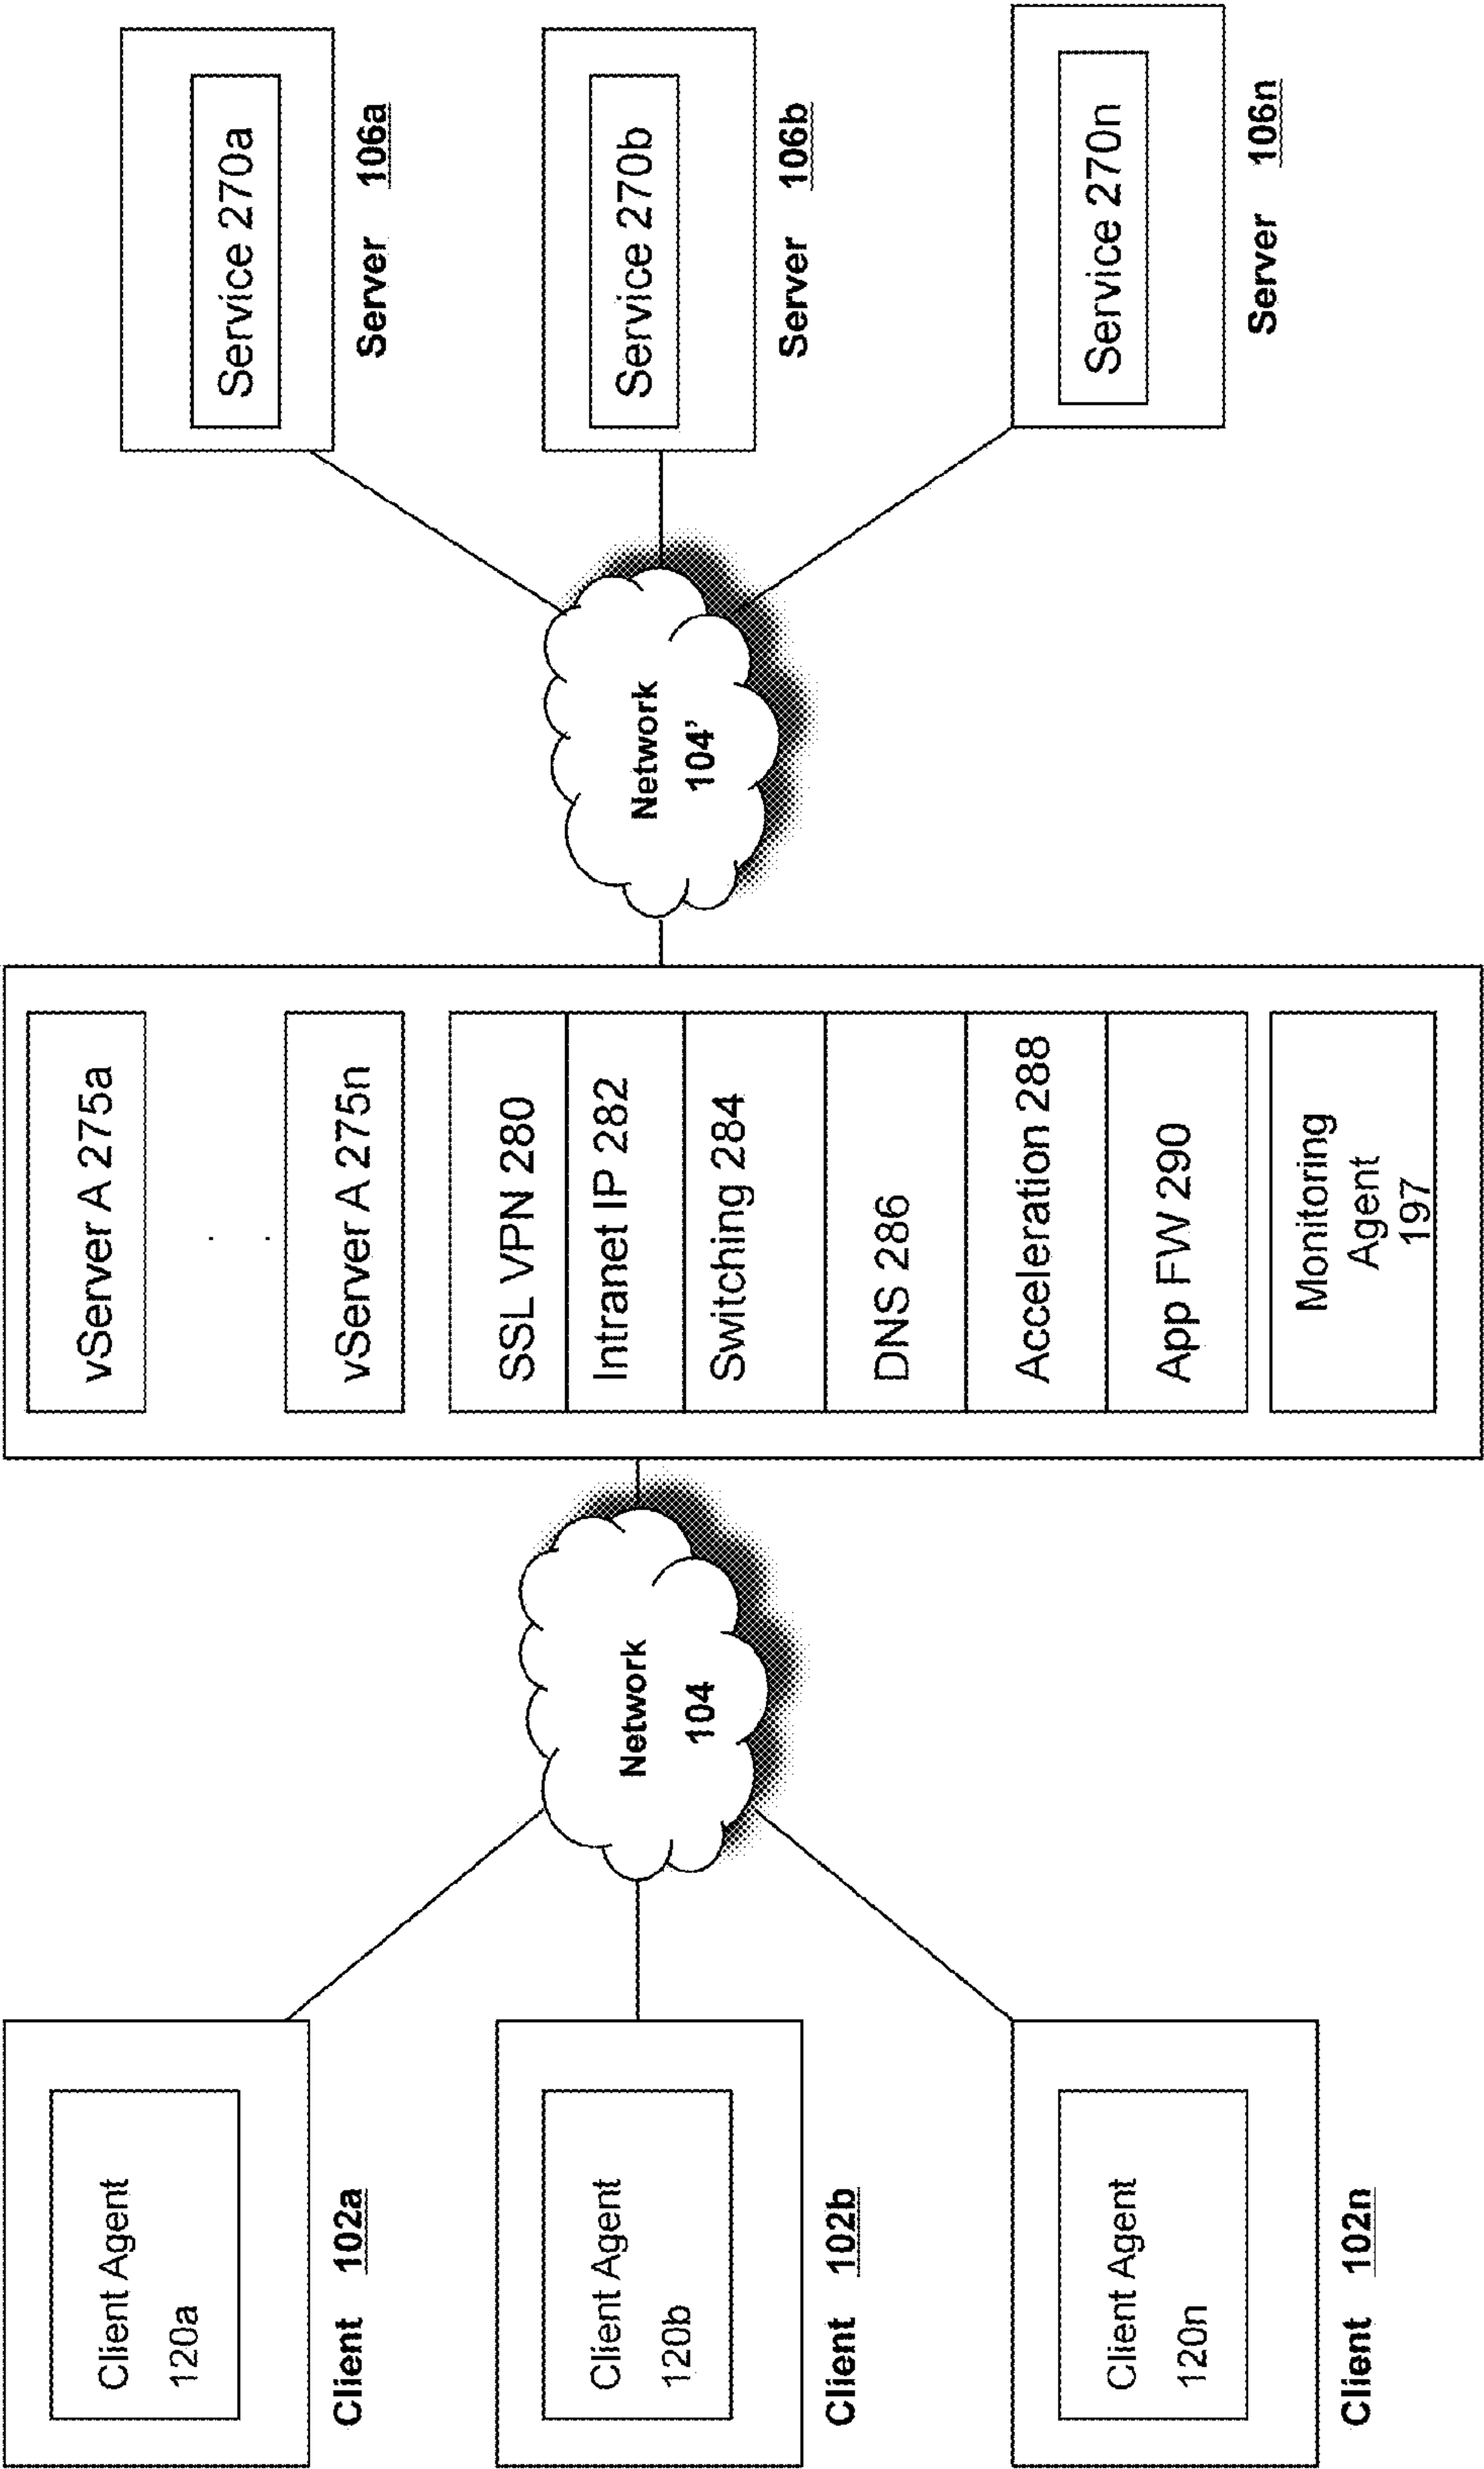 Client Agent
120a
Client 102a
Client Agent
120b
Client 102b
Client Agent
120n
Client 102n
Network
104
vServer A 275a
vServer A 275n
SSL VPN 280
Intranet IP 282
Switching 284
DNS 286
Acceleration 288
App FW 290
Monitoring
Agent
197
Network
104’
Service 270a
Server 106a
Service 270b
Server 106b
Service 270n
Server 106n